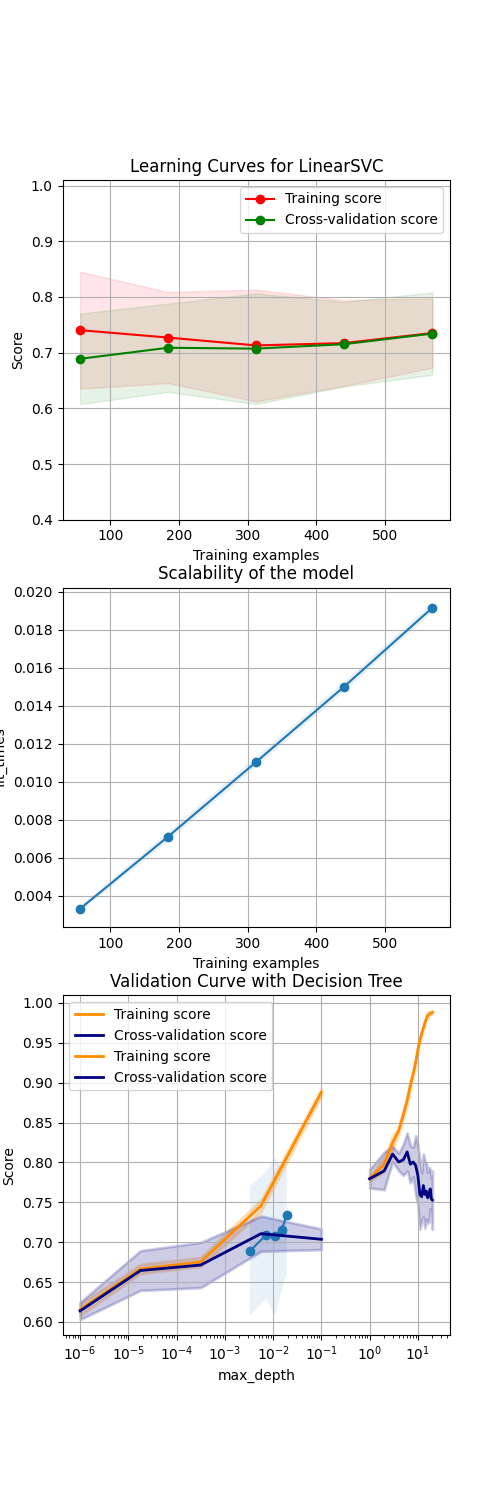 Learning Curves for LinearSVC
1.0
0.9
0.8
0.7
0.6
0.5
0.4
Score
Training score
Cross-validation score
100 200 300 400 500
Training examples
Scalability of the model
0.020
0.018
0.016
0.014
0.012
0.010
0.008
0.006
0.004
100 200 300 400 500
Training examples
Validation Curve with Decision Tree
1.00
0.95
0.90
0.85
0.80
0.75
0.70
0.65
0.60
Score
Training score
Cross-validation score
Training score
Cross-validation score
10⁻⁶ 10⁻⁵ 10⁻⁴ 10⁻³ 10⁻² 10⁻¹ 10⁰ 10¹
max_depth